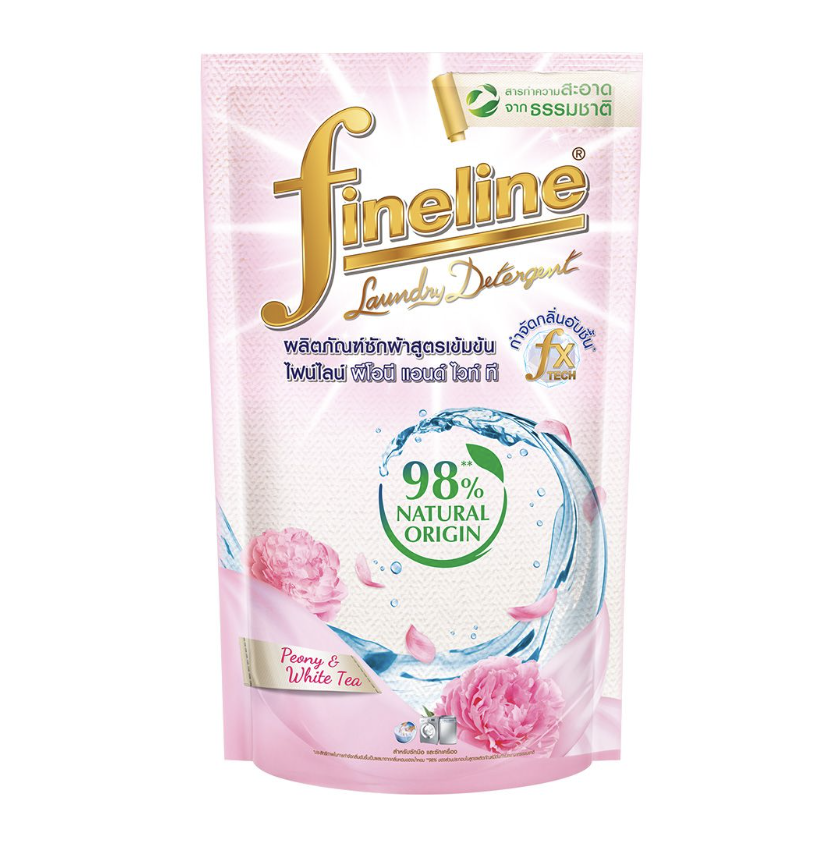 สารทำความสะอาด
จาก ธรรมชาติ
fineline®
Laundry Detergent
ผลิตภัณฑ์ซักผ้าสูตรเข้มข้น
ไฟน์ไลน์ พีโอนี แอนด์ ไวท์ ที
กำจัดกลิ่นอับชื้น*
fx
TECH
98%**
NATURAL
ORIGIN
Peony &
White Tea
สำหรับซักมือ และซักเครื่อง